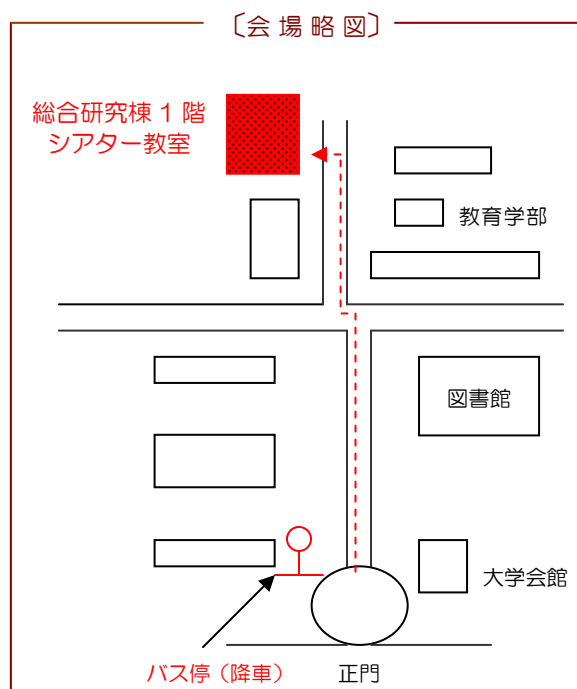 〔会 場 略 図〕
総合研究棟 1 階
シアター教室
教育学部
図書館
大学会館
バス停（降車）
正門